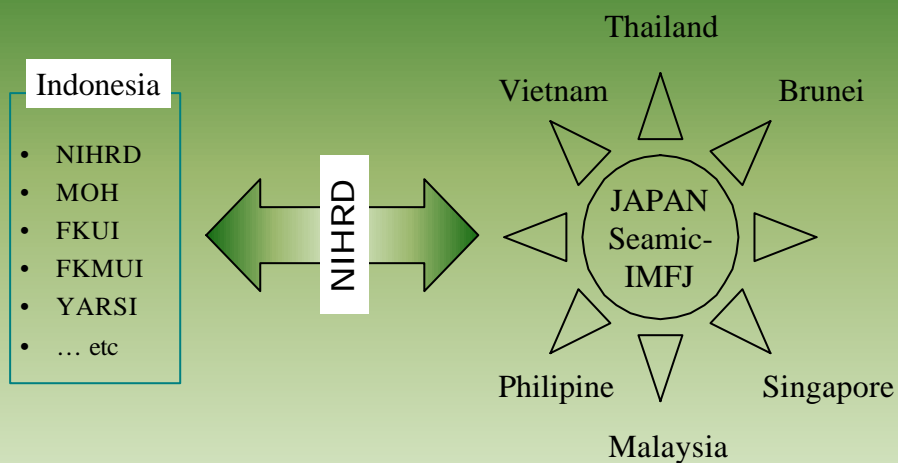 Indonesia
• NIHRD
• MOH
• FKUI
• FKMUI
• YARSI
• … etc
NIHRD
Thailand
Vietnam
Brunei
JAPAN
Seamic-
IMFJ
Philipine
Singapore
Malaysia